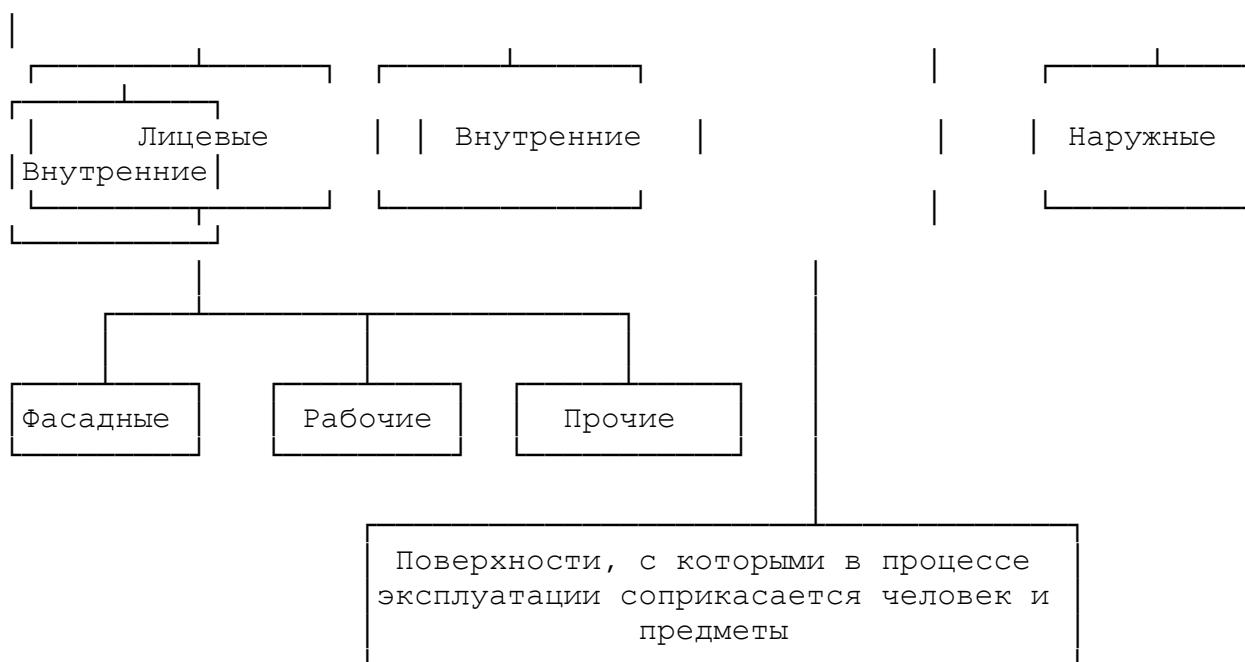 Лицевые Внутренние Наружные
Внутренние
Фасадные Рабочие Прочие
Поверхности, с которыми в процессе
эксплуатации соприкасается человек и
предметы